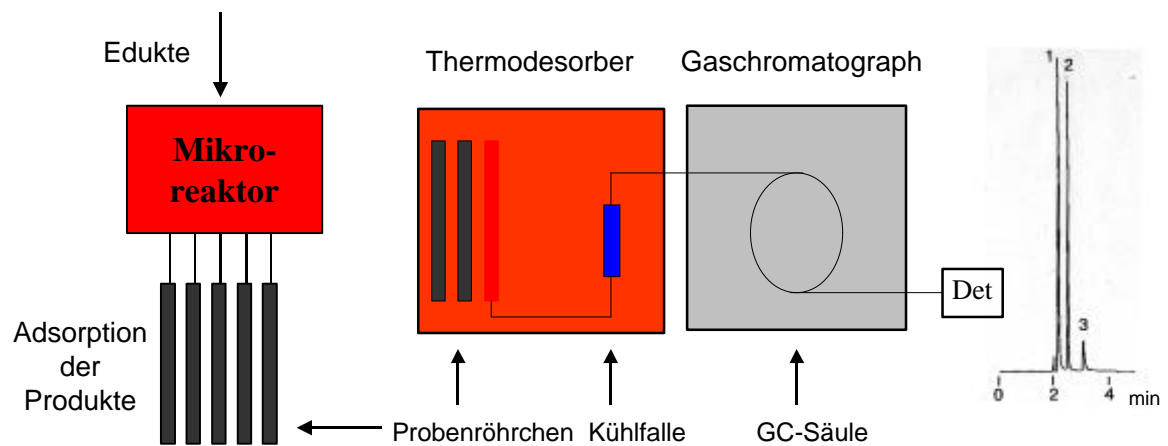 Edukte
Mikro-
reaktor
Adsorption
der
Produkte
Thermodesorber
Gaschromatograph
Det
Probenröhrchen
Kühlfalle
GC-Säule
1
2
3
0
2
4
min